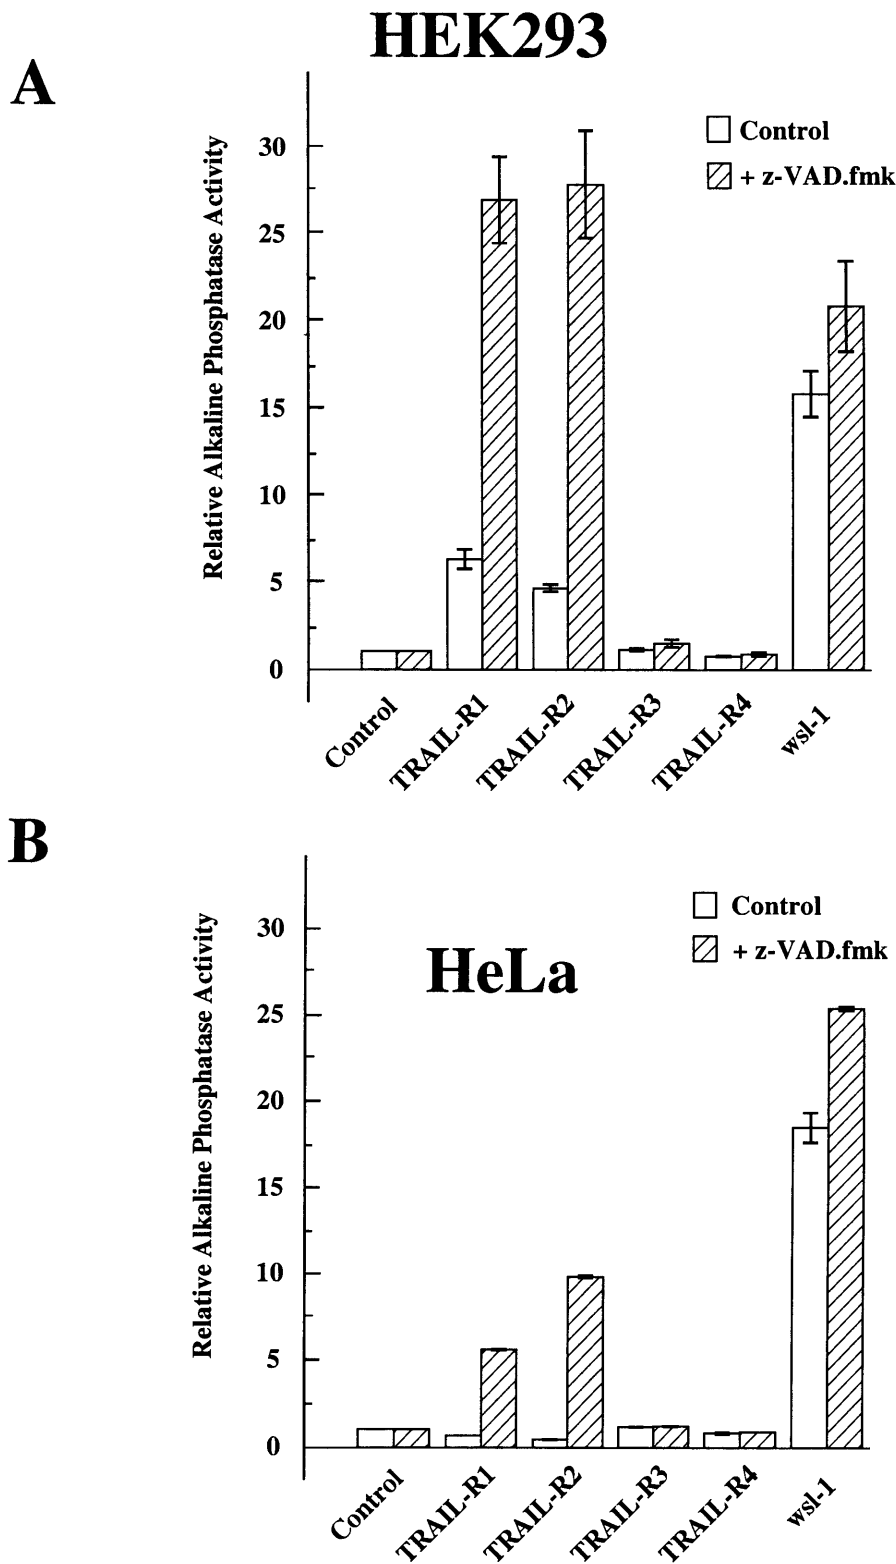 HEK293
A
Control
+ z-VAD.fmk
Relative Alkaline Phosphatase Activity
30
25
20
15
10
5
0
Control
TRAIL-R1
TRAIL-R2
TRAIL-R3
TRAIL-R4
wsl-1
B
Control
+ z-VAD.fmk
HeLa
Relative Alkaline Phosphatase Activity
30
25
20
15
10
5
0
Control
TRAIL-R1
TRAIL-R2
TRAIL-R3
TRAIL-R4
wsl-1